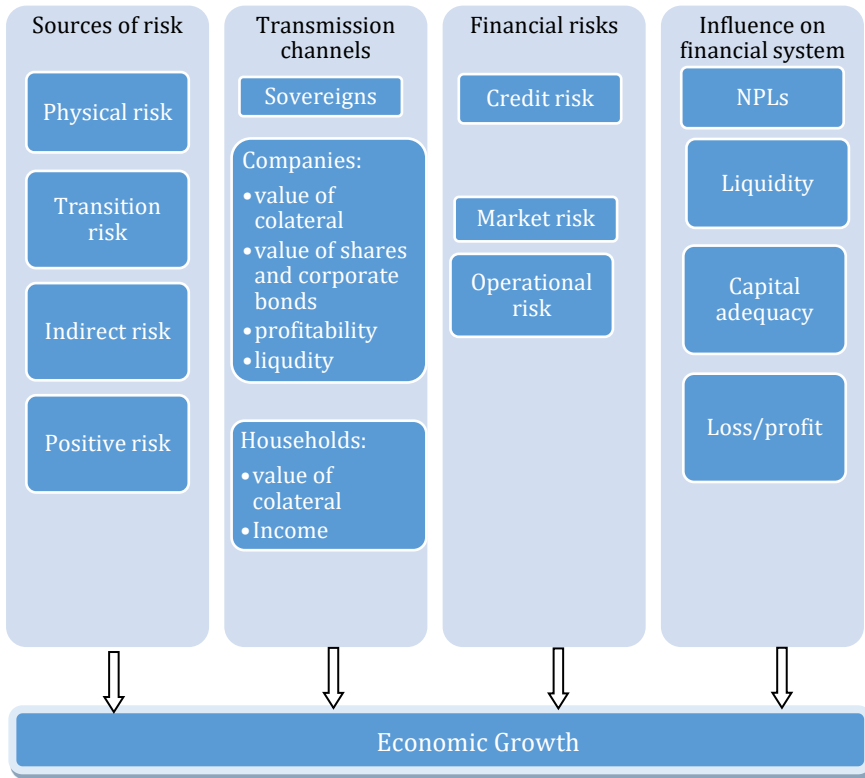 Sources of risk
Physical risk
Transition
risk
Indirect risk
Positive risk
Transmission
channels
Sovereigns
Companies:
•value of
colateral
•value of shares
and corporate
bonds
•profitability
•liqudity
Households:
•value of
colateral
•Income
Financial risks
Credit risk
Market risk
Operational
risk
Influence on
financial system
NPLs
Liquidity
Capital
adequacy
Loss/profit
Economic Growth